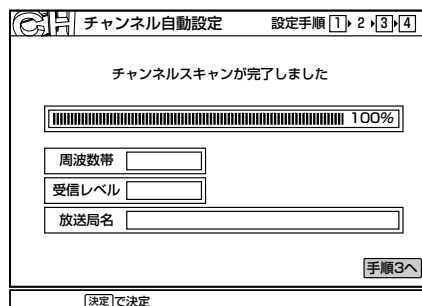 CH チャンネル自動設定 設定手順 1 2 3 4
チャンネルスキャンが完了しました
100%
周波数帯
受信レベル
放送局名
手順3へ
決定で決定